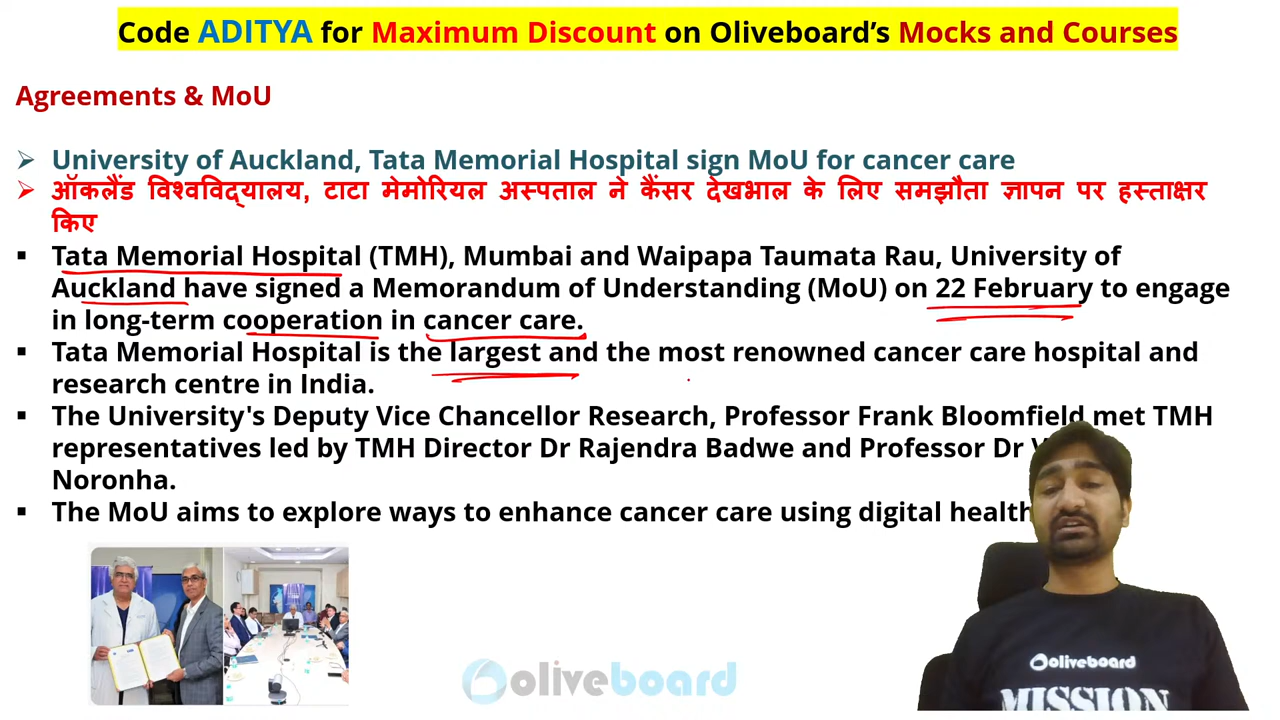 Code ADITYA for Maximum Discount on Oliveboard’s Mocks and Courses
Agreements & MoU
➢ University of Auckland, Tata Memorial Hospital sign MoU for cancer care
➢ ऑकलैंड विश्वविद्यालय, टाटा मेमोरियल अस्पताल ने कैंसर देखभाल के लिए समझौता ज्ञापन पर हस्ताक्षर
किए
▪ Tata Memorial Hospital (TMH), Mumbai and Waipapa Taumata Rau, University of
Auckland have signed a Memorandum of Understanding (MoU) on 22 February to engage
in long-term cooperation in cancer care.
▪ Tata Memorial Hospital is the largest and the most renowned cancer care hospital and
research centre in India.
▪ The University's Deputy Vice Chancellor Research, Professor Frank Bloomfield met TMH
representatives led by TMH Director Dr Rajendra Badwe and Professor Dr
Noronha.
▪ The MoU aims to explore ways to enhance cancer care using digital health
oliveboard
oliveboard
MISSION